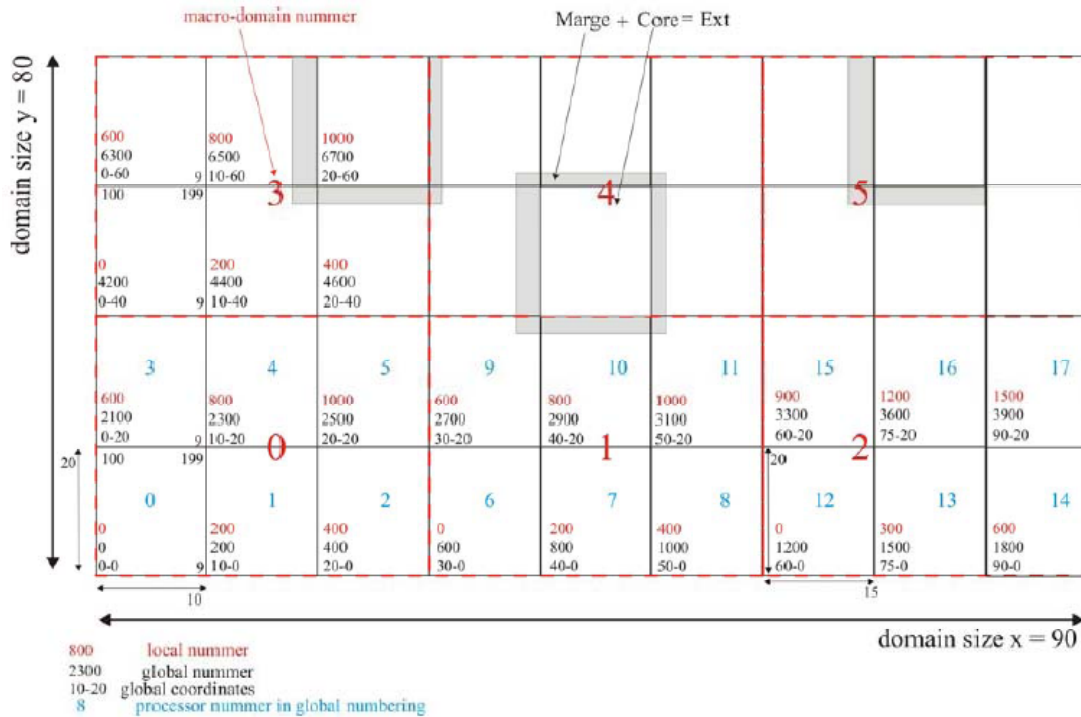 macro-domain nummer
Marge + Core= Ext
domain size y = 80
600 800 1000
6300 6500 6700
0-60 9 10-60 20-60
3 4 5
100 199
0 200 400
4200 4400 4600
0-40 9 10-40 20-40
3 4 5 9 10 11 15 16 17
600 800 1000 600 800 1000 900 1200 1500
2100 2300 2500 2700 2900 3100 3300 3600 3900
0-20 9 10-20 20-20 30-20 40-20 50-20 60-20 75-20 90-20
0 1 2
20 100 199 20
0 1 2 6 7 8 12 13 14
0 200 400 0 200 400 0 300 600
0 200 400 600 800 1000 1200 1500 1800
0-0 9 10-0 20-0 30-0 40-0 50-0 60-0 75-0 90-0
10 15
domain size x = 90
800 local nummer
2300 global nummer
10-20 global coordinates
8 processor nummer in global numbering